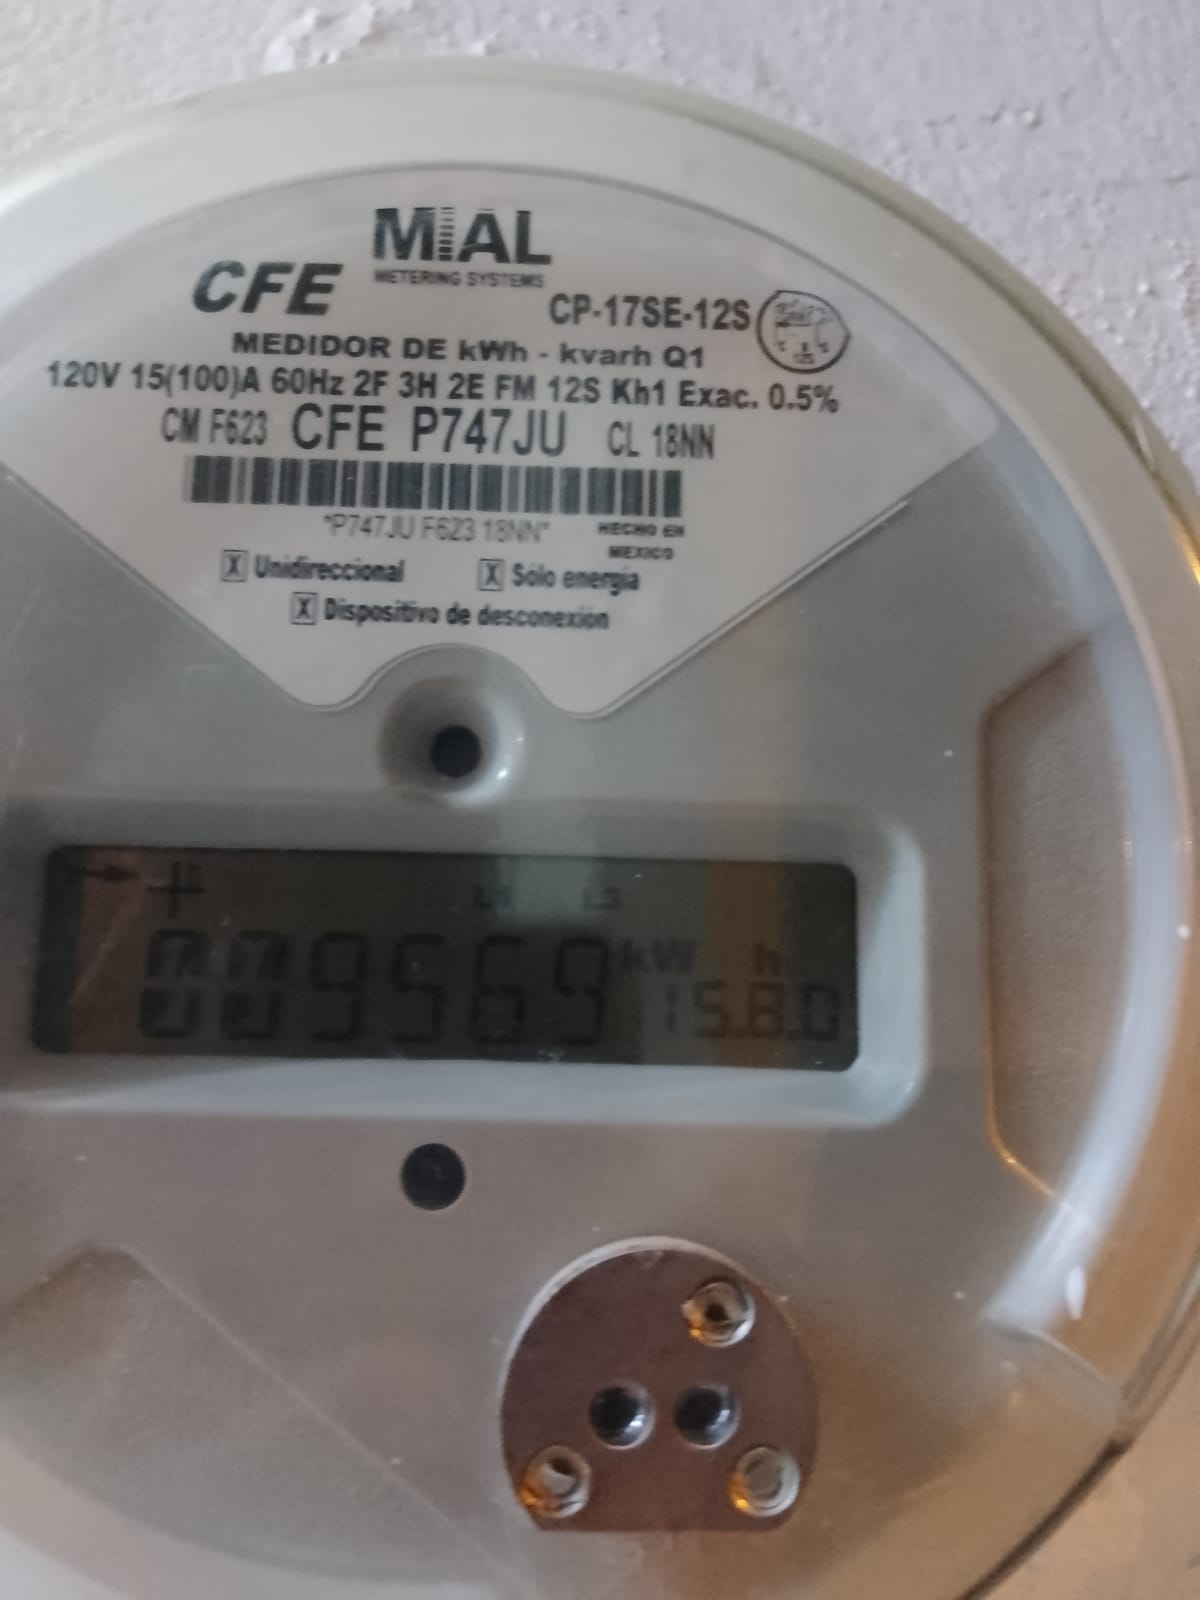 MIAL
METERING SYSTEMS
CFE
CP-17SE-12S
MEDIDOR DE kWh - kvarh Q1
120V 15(100)A 60Hz 2F 3H 2E FM 12S Kh1 Exac. 0.5%
CM F623 CFE P747JU CL 18NN
*P747JU F623 18NN*
HECHO EN
MEXICO
X Unidireccional X Sólo energía
X Dispositivo de desconexión
009569 kW h
15.8.0